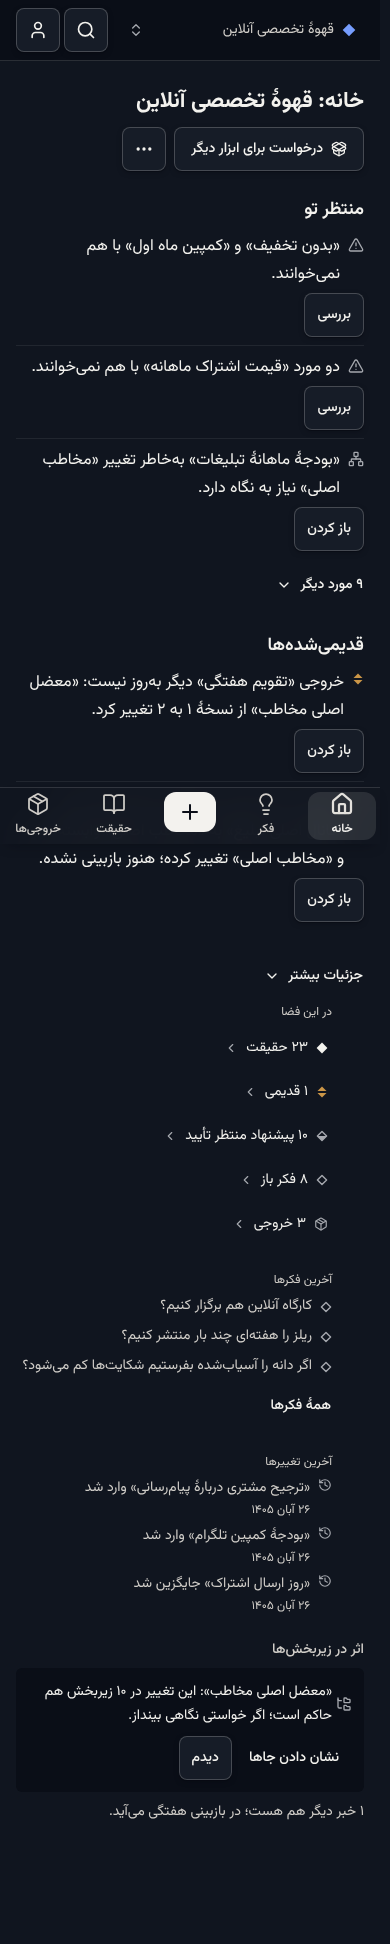 قهوهٔ تخصصی آنلاین
خانه: قهوهٔ تخصصی آنلاین
درخواست برای ابزار دیگر
منتظر تو
«بدون تخفیف» و «کمپین ماه اول» با هم
نمی‌خوانند.
بررسی
دو مورد «قیمت اشتراک ماهانه» با هم نمی‌خوانند.
بررسی
«بودجهٔ ماهانهٔ تبلیغات» به‌خاطر تغییر «مخاطب
اصلی» نیاز به نگاه دارد.
باز کردن
۹ مورد دیگر
قدیمی‌شده‌ها
خروجی «تقویم هفتگی» دیگر به‌روز نیست: «معضل
اصلی مخاطب» از نسخهٔ ۱ به ۲ تغییر کرد.
باز کردن
خانه
فکر
حقیقت
خروجی‌ها
و «مخاطب اصلی» تغییر کرده؛ هنوز بازبینی نشده.
باز کردن
جزئیات بیشتر
در این فضا
۲۳ حقیقت
۱ قدیمی
۱۰ پیشنهاد منتظر تأیید
۸ فکر باز
۳ خروجی
آخرین فکرها
کارگاه آنلاین هم برگزار کنیم؟
ریلز را هفته‌ای چند بار منتشر کنیم؟
اگر دانه را آسیاب‌شده بفرستیم شکایت‌ها کم می‌شود؟
همهٔ فکرها
آخرین تغییرها
«ترجیح مشتری دربارهٔ پیام‌رسانی» وارد شد
۲۶ آبان ۱۴۰۵
«بودجهٔ کمپین تلگرام» وارد شد
۲۶ آبان ۱۴۰۵
«روز ارسال اشتراک» جایگزین شد
۲۶ آبان ۱۴۰۵
اثر در زیربخش‌ها
«معضل اصلی مخاطب»: این تغییر در ۱۰ زیربخش هم
حاکم است؛ اگر خواستی نگاهی بینداز.
نشان دادن جاها
دیدم
۱ خبر دیگر هم هست؛ در بازبینی هفتگی می‌آید.